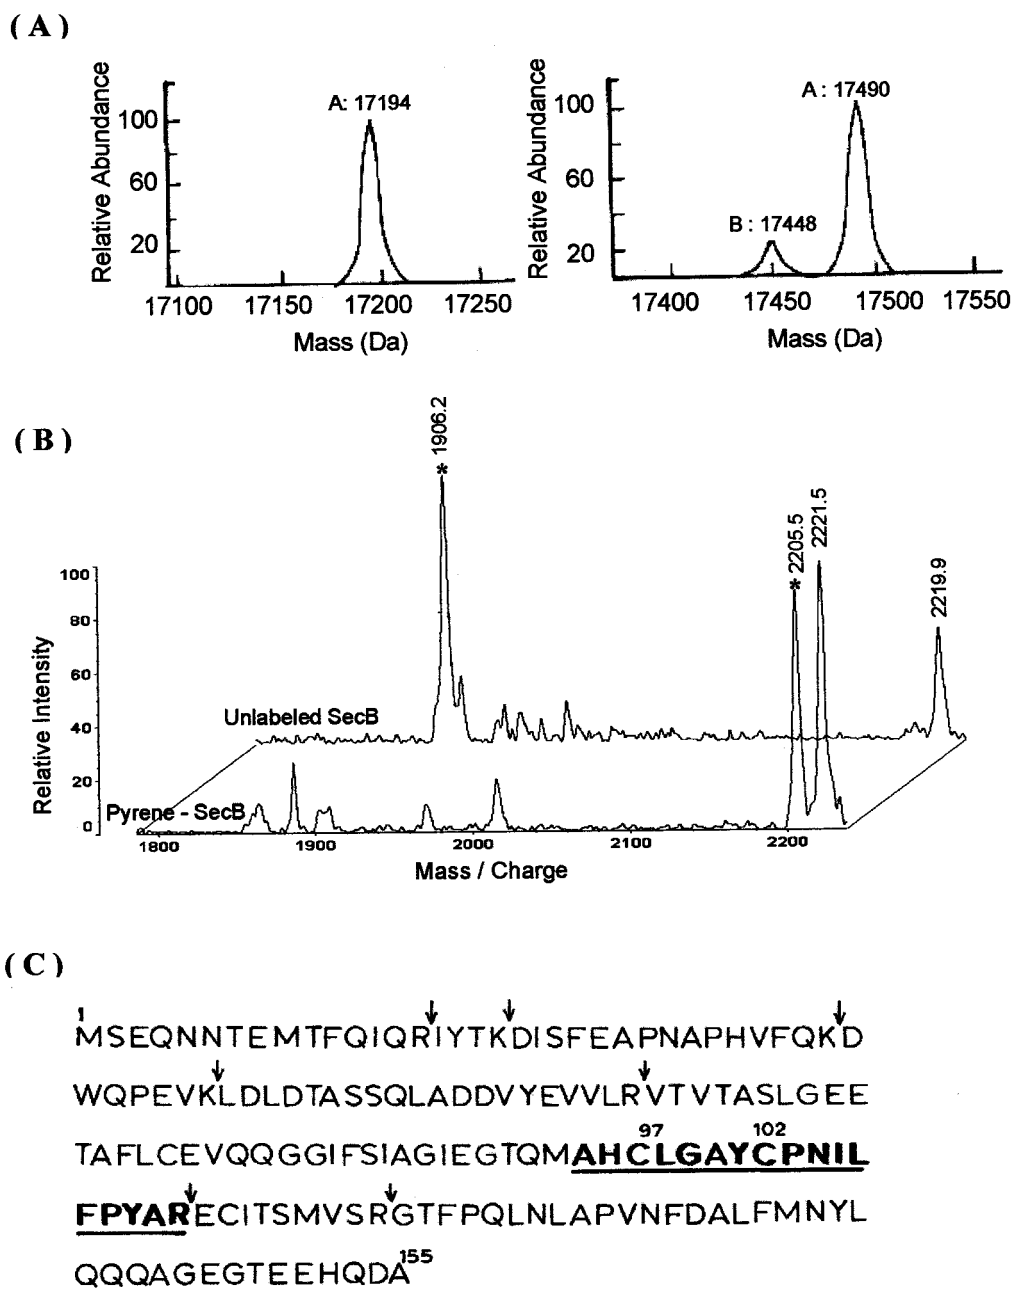 ( A )
Relative Abundance
100
60
20
A: 17194
17100 17150 17200 17250
Mass (Da)
Relative Abundance
100
60
20
A : 17490
B : 17448
17400 17450 17500 17550
Mass (Da)
( B )
* 1906.2
* 2205.5
2221.5
2219.9
Relative Intensity
100
80
60
40
20
0
Unlabeled SecB
Pyrene - SecB
1800 1900 2000 2100 2200
Mass / Charge
( C )
1
MSEQNNTEMTFQIQRIYTKDISFEAPNAPHVFQKD
WQPEVKLDLDTASSQLADDVYEVVLRVTVTASLGEE
97 102
TAFLCEVQQGGIFSIAGIEGTQMAHCLGAYCPNIL
FPYARECITSMVSRGTFPQLNLAPVNFDALFMNYL
QQQAGEGTEEHQDA155